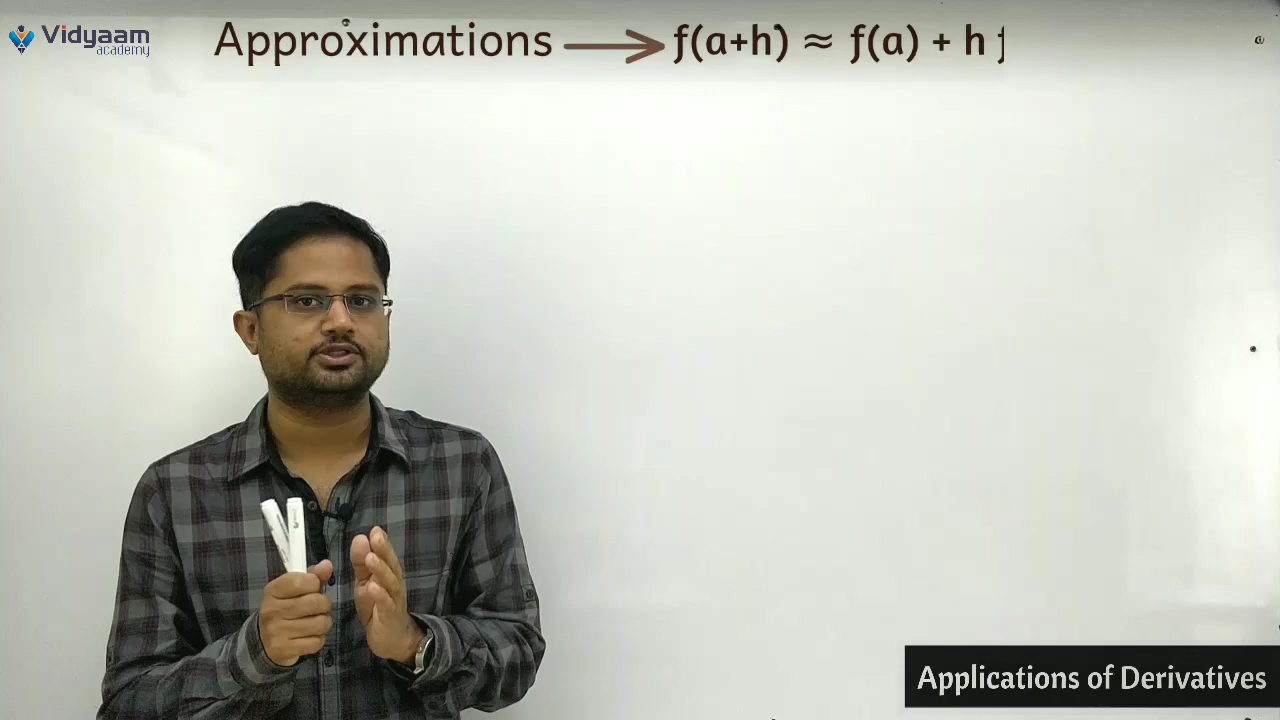 Vidyaam
academy
Approximations → f(a+h) ≈ f(a) + h
Applications of Derivatives